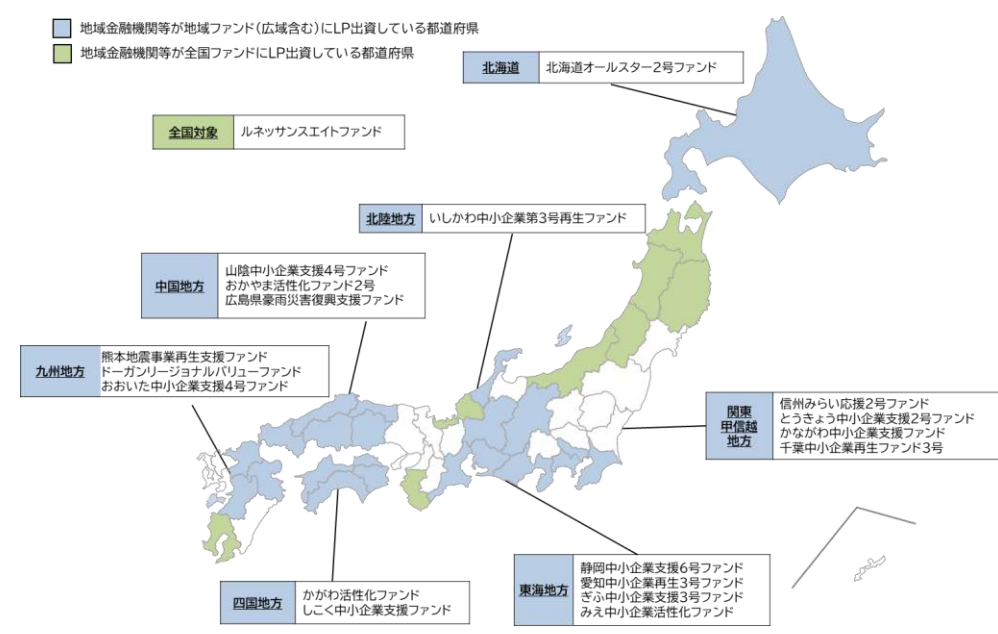 地域金融機関等が地域ファンド(広域含む)にLP出資している都道府県
地域金融機関等が全国ファンドにLP出資している都道府県
北海道
北海道オールスター2号ファンド
全国対象
ルネッサンスエイトファンド
北陸地方
いしかわ中小企業第3号再生ファンド
中国地方
山陰中小企業支援4号ファンド
おかやま活性化ファンド2号
広島県豪雨災害復興支援ファンド
九州地方
熊本地震事業再生支援ファンド
ドーガンリージョナルバリューファンド
おおいた中小企業支援4号ファンド
関東
甲信越
地方
信州みらい応援2号ファンド
とうきょう中小企業支援2号ファンド
かながわ中小企業支援ファンド
千葉中小企業再生ファンド3号
東海地方
静岡中小企業支援6号ファンド
愛知中小企業再生3号ファンド
ぎふ中小企業支援3号ファンド
みえ中小企業活性化ファンド
四国地方
かがわ活性化ファンド
しこく中小企業支援ファンド